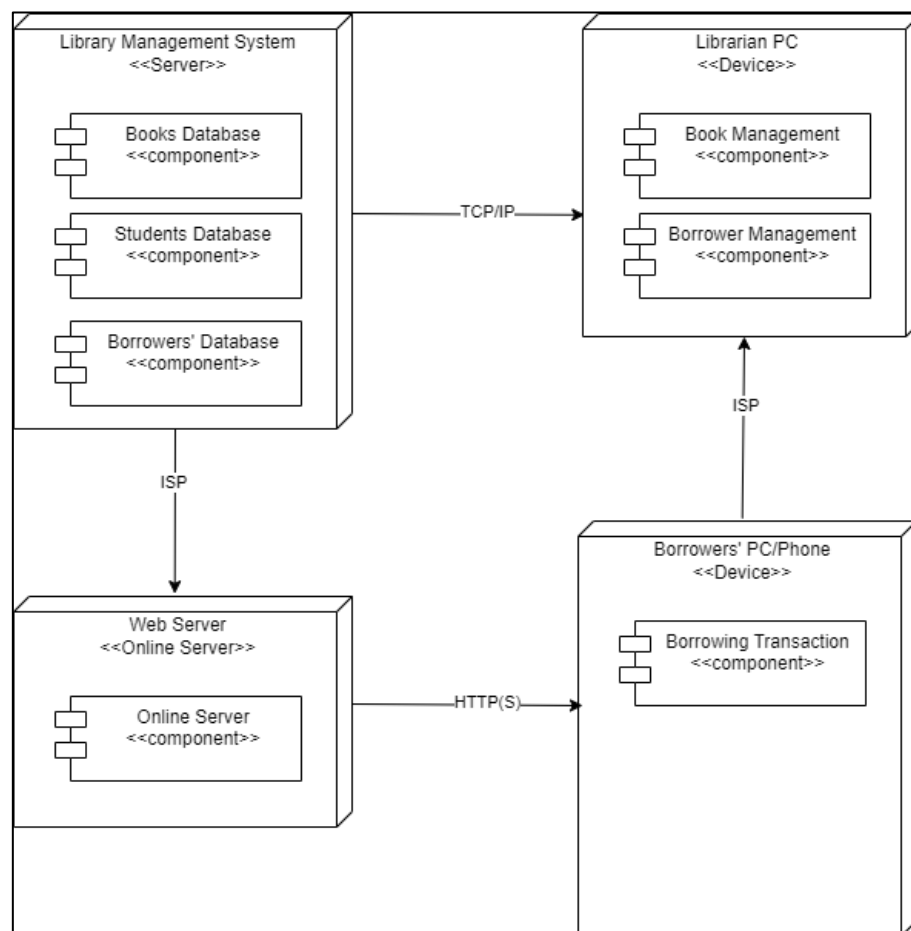 Library Management System
<<Server>>
Books Database
<<component>>
Students Database
<<component>>
Borrowers' Database
<<component>>
TCP/IP
Librarian PC
<<Device>>
Book Management
<<component>>
Borrower Management
<<component>>
ISP
ISP
Web Server
<<Online Server>>
Online Server
<<component>>
HTTP(S)
Borrowers' PC/Phone
<<Device>>
Borrowing Transaction
<<component>>